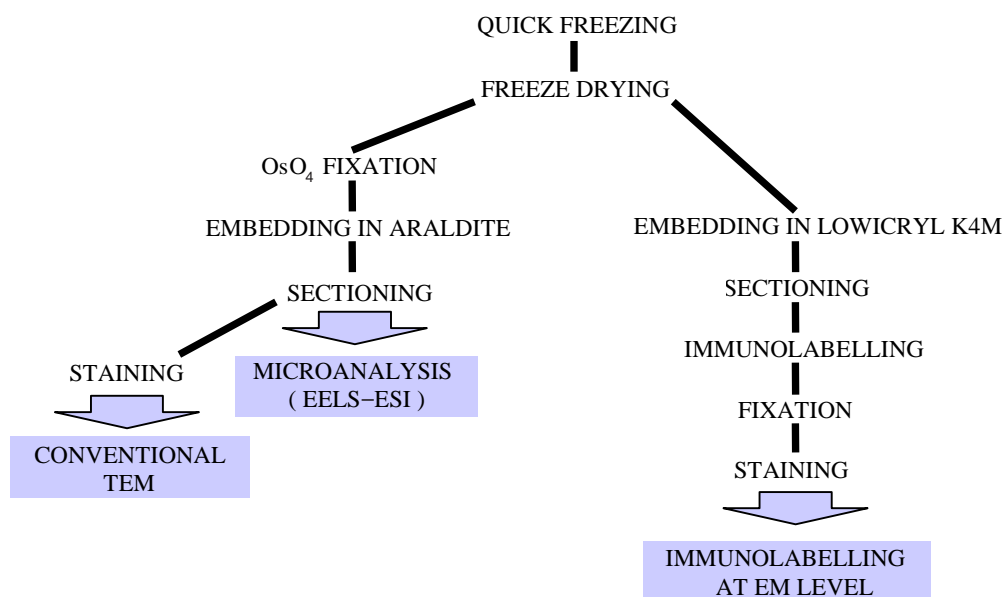 QUICK FREEZING
FREEZE DRYING
OsO₄ FIXATION
EMBEDDING IN ARALDITE
SECTIONING
STAINING
CONVENTIONAL
TEM
MICROANALYSIS
( EELS−ESI )
EMBEDDING IN LOWICRYL K4M
SECTIONING
IMMUNOLABELLING
FIXATION
STAINING
IMMUNOLABELLING
AT EM LEVEL